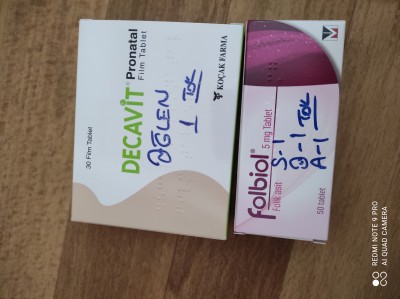 30 Film Tablet
DECAVİT® Pronatal
Film Tablet
KOÇAK FARMA
ÖĞLEN
1 TOK
folbiol®
5 mg Tablet
Folik asit
50 tablet
S-1
Ö-1 TOK
A-1
REDMI NOTE 9 PRO
AI QUAD CAMERA